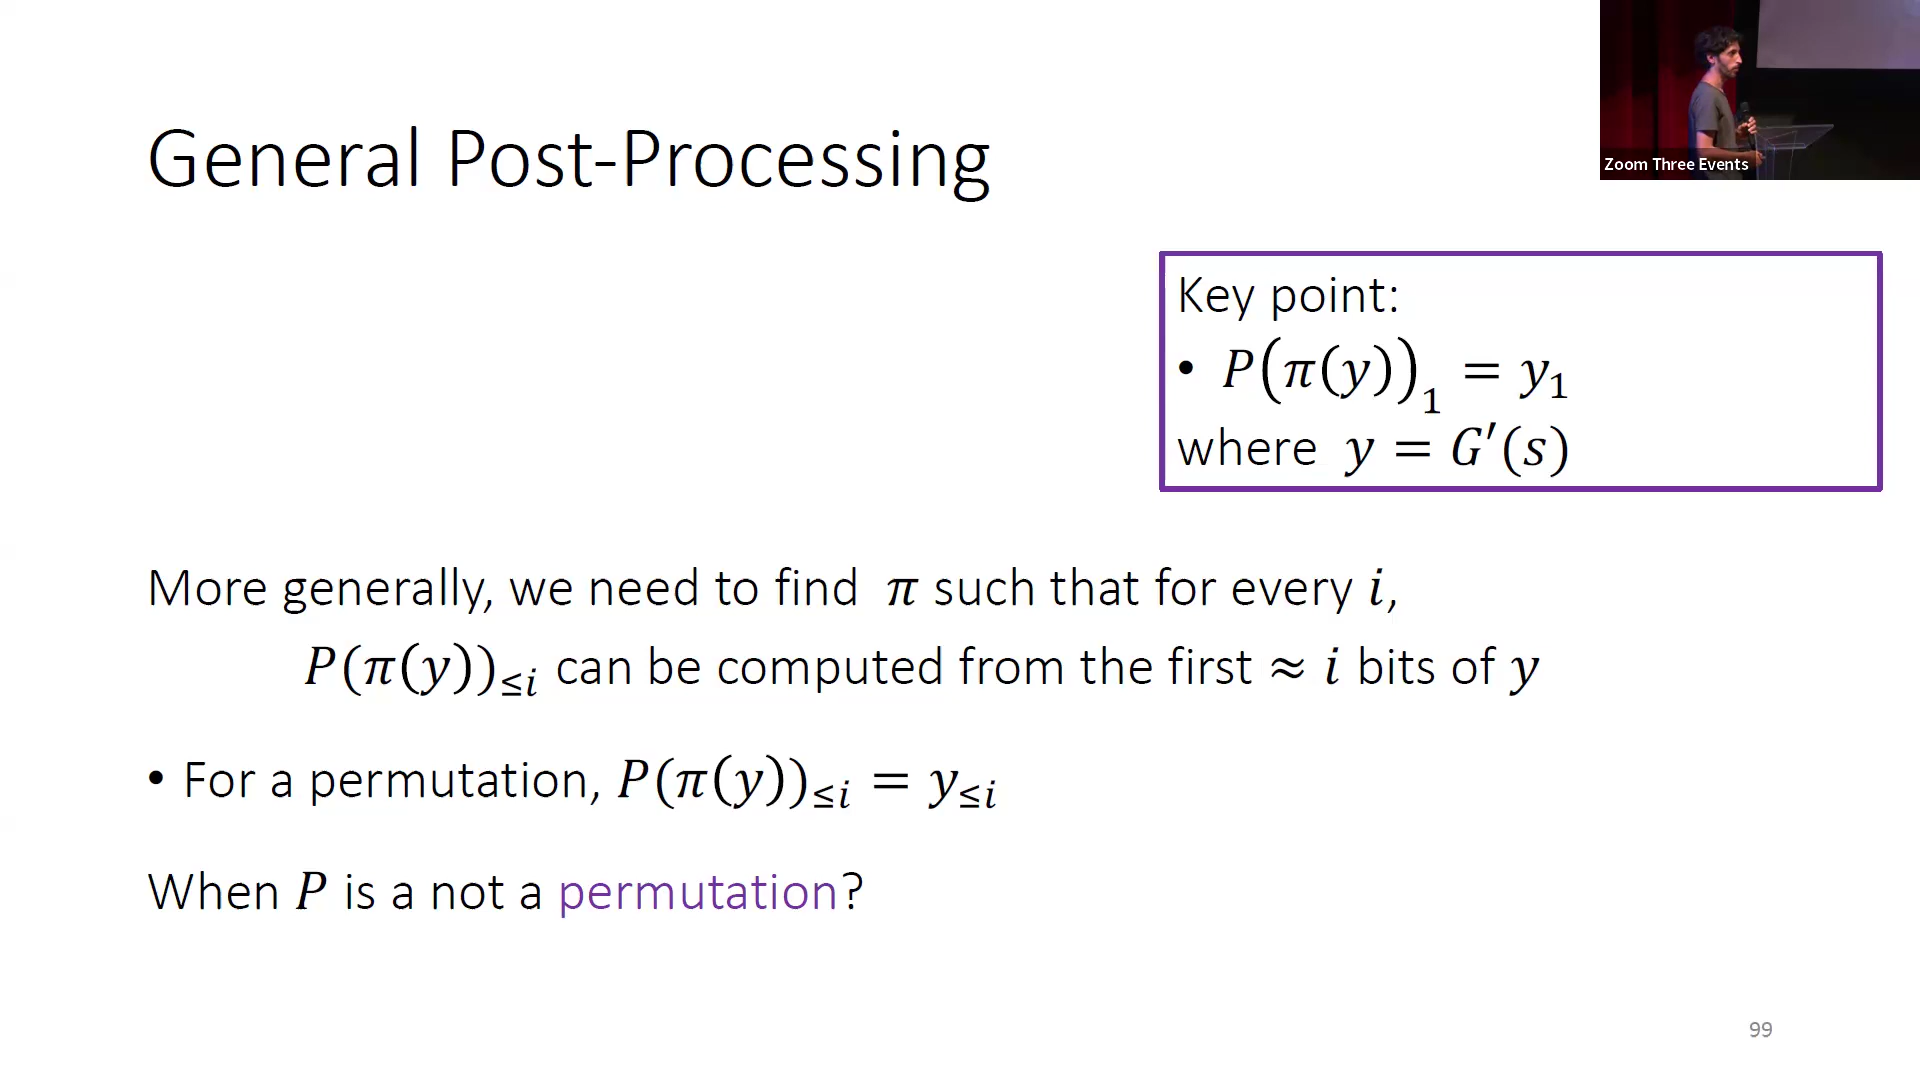 General Post-Processing
Zoom Three Events
Key point:
• P(π(y))₁ = y₁
where y = G′(s)
More generally, we need to find π such that for every i,
P(π(y))≤i can be computed from the first ≈ i bits of y
• For a permutation, P(π(y))≤i = y≤i
When P is a not a permutation?
99